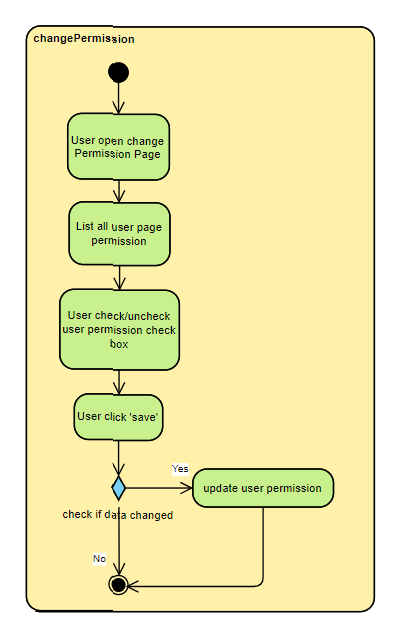 changePermission
User open change
Permission Page
List all user page
permission
User check/uncheck
user permission check
box
User click 'save'
Yes
update user permission
check if data changed
No